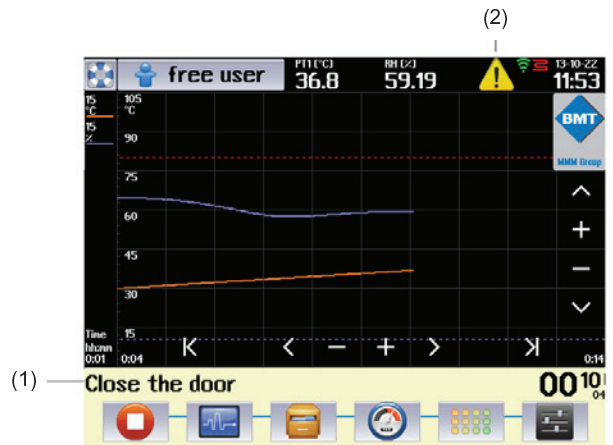 (2)
free user
PT1[°C]
36.8
RH [%]
59.19
13-10-22
11:53
15
°C
15
%
105
°C
90
75
60
45
30
15
BMT
MMM Group
Time
hh:mm
0:01
0:04
0:14
(1)
Close the door
00 10
04